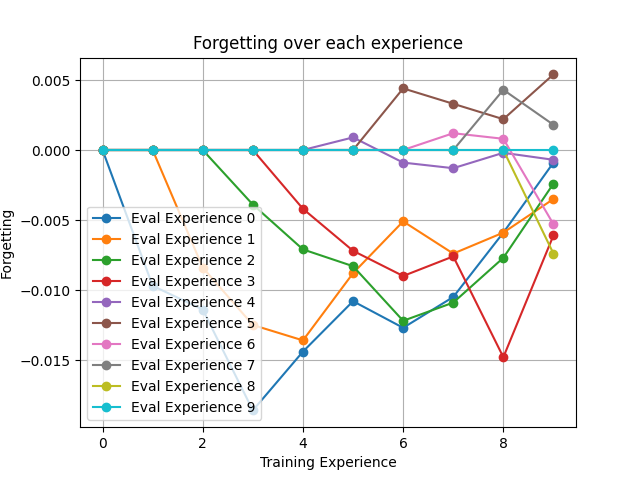 Forgetting over each experience
Forgetting
0.005
0.000
−0.005
−0.010
−0.015
Eval Experience 0
Eval Experience 1
Eval Experience 2
Eval Experience 3
Eval Experience 4
Eval Experience 5
Eval Experience 6
Eval Experience 7
Eval Experience 8
Eval Experience 9
0 2 4 6 8
Training Experience